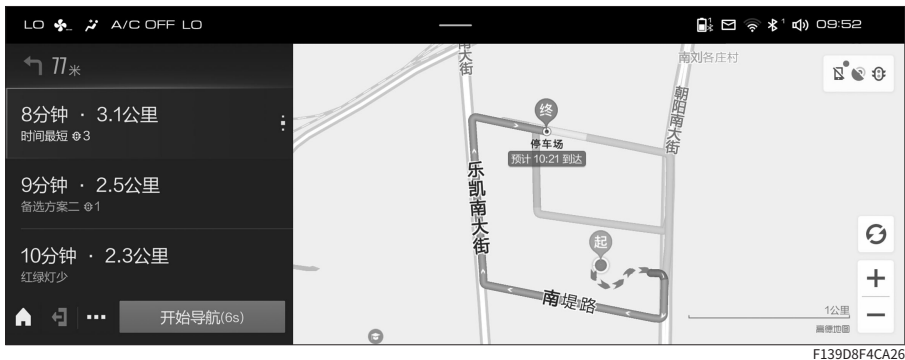 LO A/C OFF LO
1 1 09:52
77米
8分钟 · 3.1公里
时间最短 3
9分钟 · 2.5公里
备选方案二 1
10分钟 · 2.3公里
红绿灯少
开始导航(6s)
南大街
南刘各庄村
朝阳南大街
终
停车场
预计 10:21 到达
乐凯南大街
起
南堤路
1公里
高德地图
F139D8F4CA26